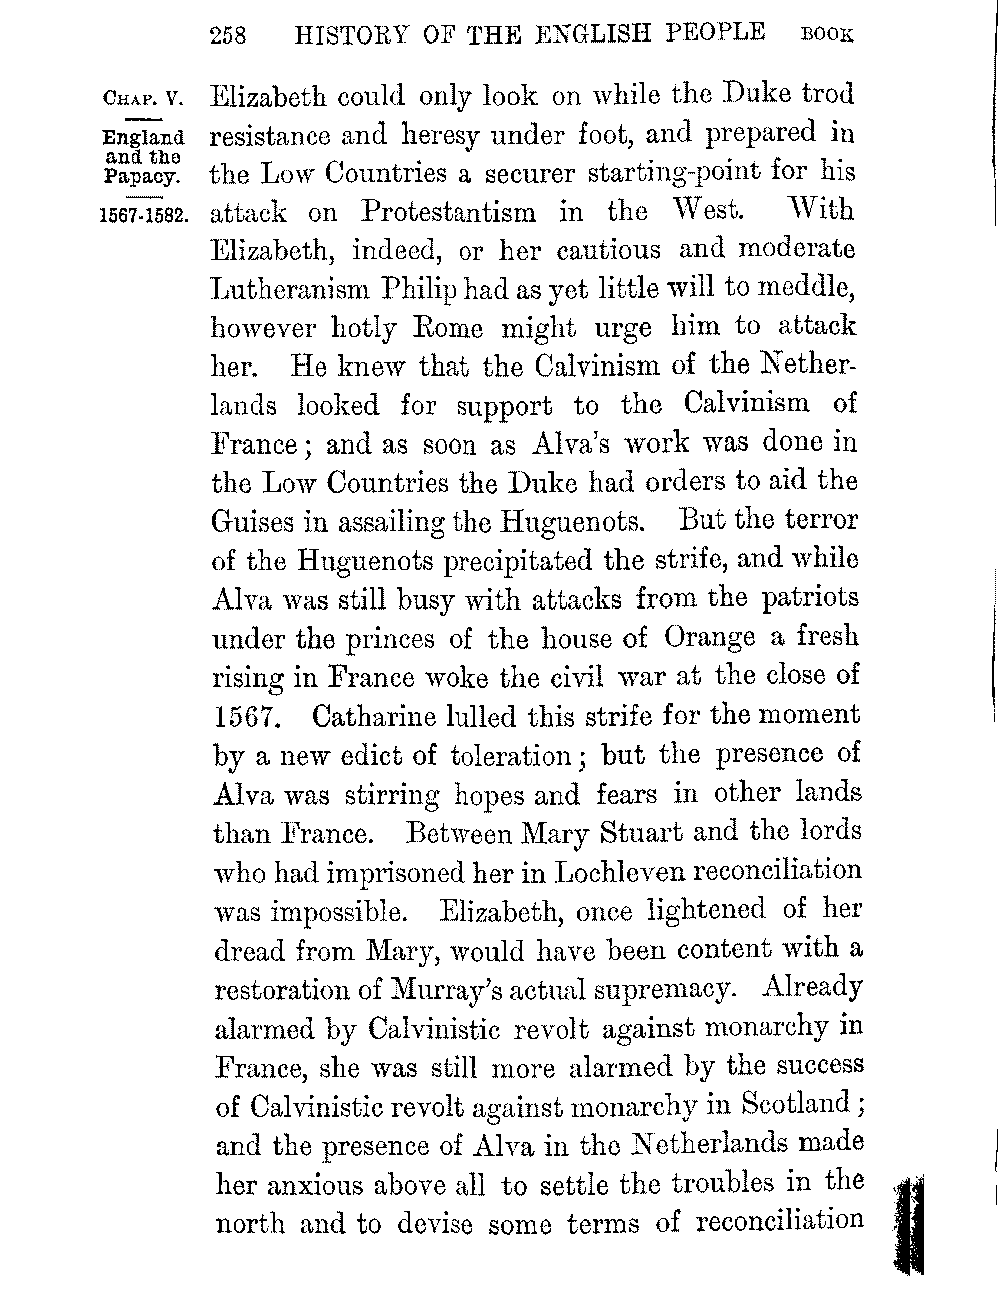 258 HISTORY OF THE ENGLISH PEOPLE BOOK
CHAP. V.
England
and the
Papacy.
1567-1582.
Elizabeth could only look on while the Duke trod
resistance and heresy under foot, and prepared in
the Low Countries a securer starting-point for his
attack on Protestantism in the West. With
Elizabeth, indeed, or her cautious and moderate
Lutheranism Philip had as yet little will to meddle,
however hotly Rome might urge him to attack
her. He knew that the Calvinism of the Nether-
lands looked for support to the Calvinism of
France; and as soon as Alva's work was done in
the Low Countries the Duke had orders to aid the
Guises in assailing the Huguenots. But the terror
of the Huguenots precipitated the strife, and while
Alva was still busy with attacks from the patriots
under the princes of the house of Orange a fresh
rising in France woke the civil war at the close of
1567. Catharine lulled this strife for the moment
by a new edict of toleration; but the presence of
Alva was stirring hopes and fears in other lands
than France. Between Mary Stuart and the lords
who had imprisoned her in Lochleven reconciliation
was impossible. Elizabeth, once lightened of her
dread from Mary, would have been content with a
restoration of Murray's actual supremacy. Already
alarmed by Calvinistic revolt against monarchy in
France, she was still more alarmed by the success
of Calvinistic revolt against monarchy in Scotland;
and the presence of Alva in the Netherlands made
her anxious above all to settle the troubles in the
north and to devise some terms of reconciliation